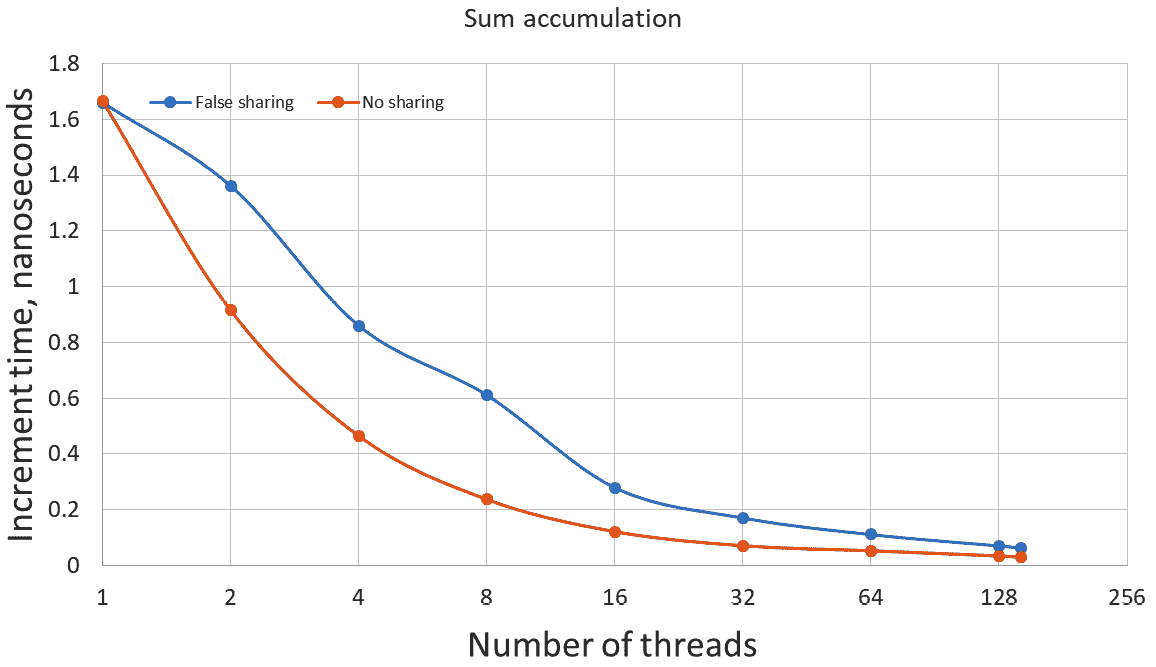 Sum accumulation
1.8
False sharing No sharing
1.6
1.4
1.2
1
0.8
0.6
0.4
0.2
0
Increment time, nanoseconds
1 2 4 8 16 32 64 128 256
Number of threads